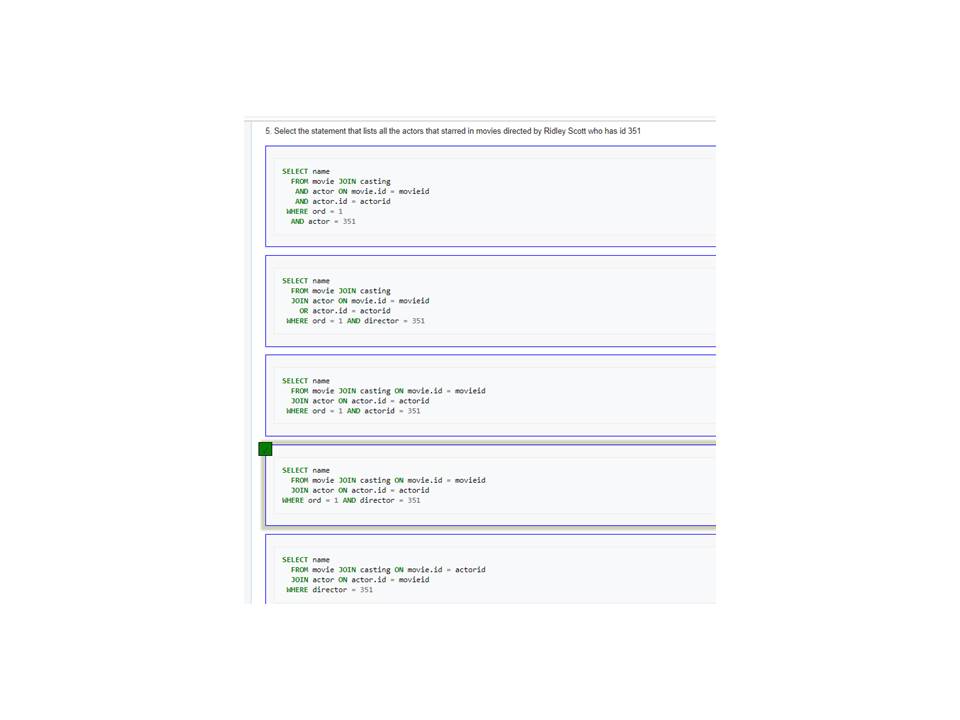 5. Select the statement that lists all the actors that starred in movies directed by Ridley Scott who has id 351
SELECT name
FROM movie JOIN casting
AND actor ON movie.id = movieid
AND actor.id = actorid
WHERE ord = 1
AND actor = 351
SELECT name
FROM movie JOIN casting
JOIN actor ON movie.id = movieid
OR actor.id = actorid
WHERE ord = 1 AND director = 351
SELECT name
FROM movie JOIN casting ON movie.id = movieid
JOIN actor ON actor.id = actorid
WHERE ord = 1 AND actorid = 351
SELECT name
FROM movie JOIN casting ON movie.id = movieid
JOIN actor ON actor.id = actorid
WHERE ord = 1 AND director = 351
SELECT name
FROM movie JOIN casting ON movie.id = actorid
JOIN actor ON actor.id = movieid
WHERE director = 351